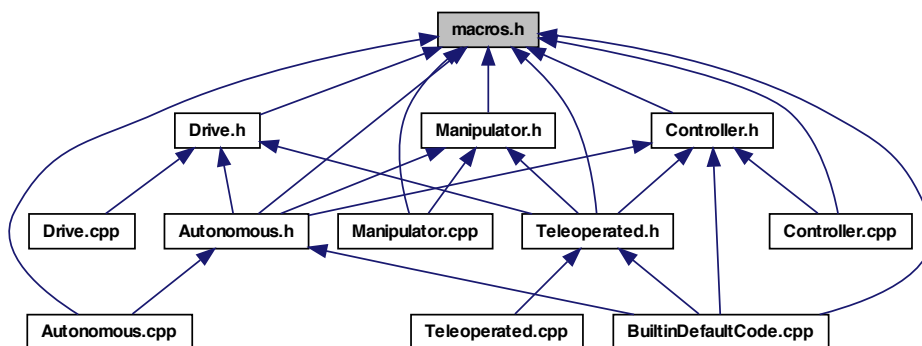 macros.h
Drive.h
Manipulator.h
Controller.h
Drive.cpp
Autonomous.h
Manipulator.cpp
Teleoperated.h
Controller.cpp
Autonomous.cpp
Teleoperated.cpp
BuiltinDefaultCode.cpp